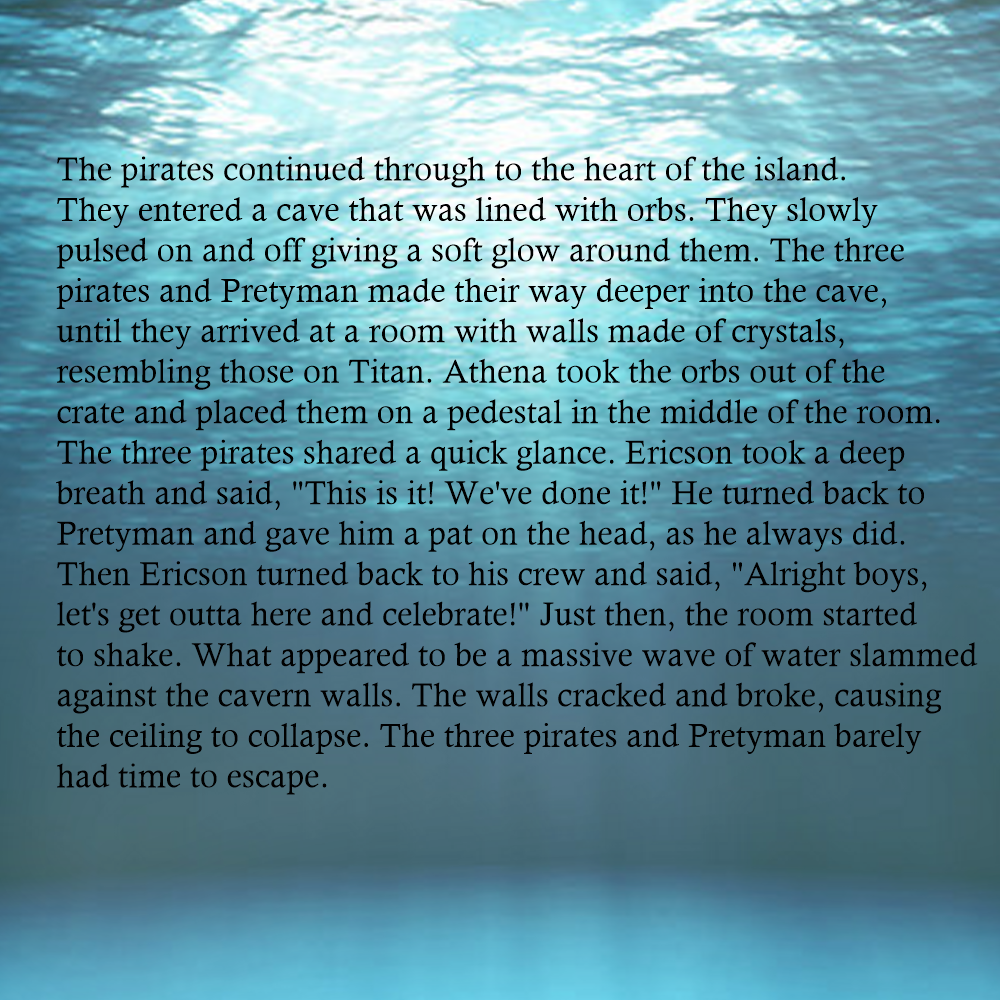 The pirates continued through to the heart of the island.
They entered a cave that was lined with orbs. They slowly
pulsed on and off giving a soft glow around them. The three
pirates and Pretyman made their way deeper into the cave,
until they arrived at a room with walls made of crystals,
resembling those on Titan. Athena took the orbs out of the
crate and placed them on a pedestal in the middle of the room.
The three pirates shared a quick glance. Ericson took a deep
breath and said, "This is it! We've done it!" He turned back to
Pretyman and gave him a pat on the head, as he always did.
Then Ericson turned back to his crew and said, "Alright boys,
let's get outta here and celebrate!" Just then, the room started
to shake. What appeared to be a massive wave of water slammed
against the cavern walls. The walls cracked and broke, causing
the ceiling to collapse. The three pirates and Pretyman barely
had time to escape.